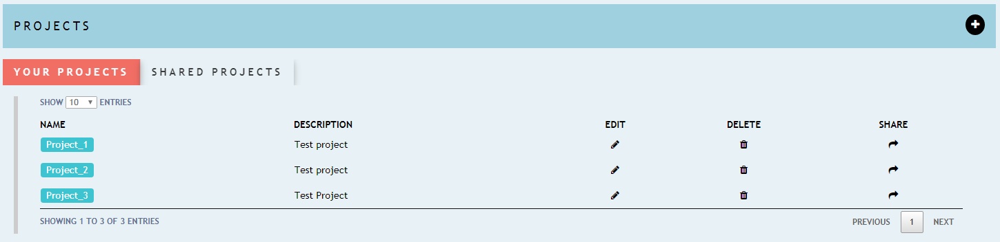 PROJECTS
YOUR PROJECTS SHARED PROJECTS
SHOW 10 ENTRIES
NAME DESCRIPTION EDIT DELETE SHARE
Project_1 Test project
Project_2 Test project
Project_3 Test Project
SHOWING 1 TO 3 OF 3 ENTRIES PREVIOUS 1 NEXT